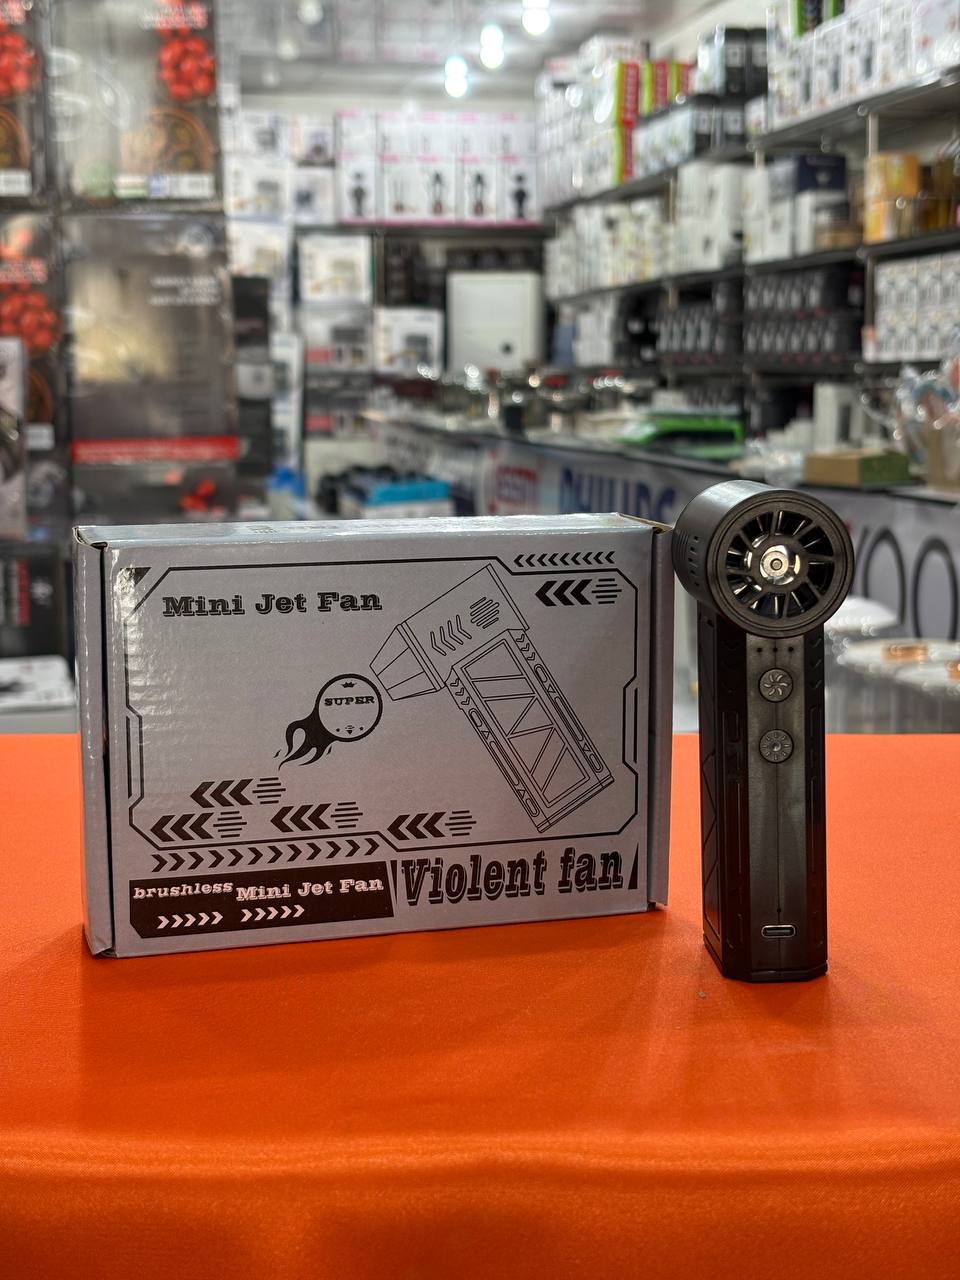 Mini Jet Fan
SUPER
brushless Mini Jet Fan
Violent fan
PHILIPS